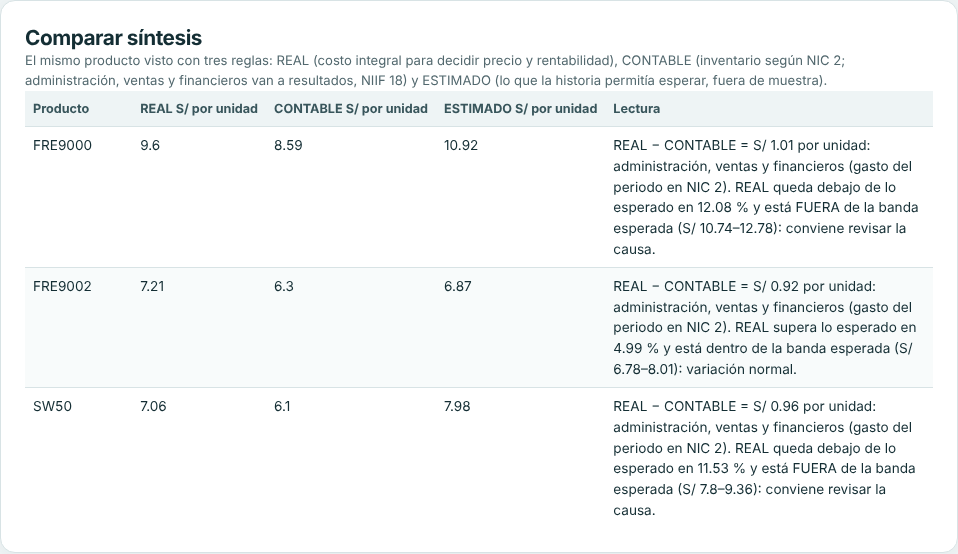 Comparar síntesis
El mismo producto visto con tres reglas: REAL (costo integral para decidir precio y rentabilidad), CONTABLE (inventario según NIC 2;
administración, ventas y financieros van a resultados, NIIF 18) y ESTIMADO (lo que la historia permitía esperar, fuera de muestra).
Producto REAL S/ por unidad CONTABLE S/ por unidad ESTIMADO S/ por unidad Lectura
FRE9000 9.6 8.59 10.92 REAL − CONTABLE = S/ 1.01 por unidad:
administración, ventas y financieros (gasto del
periodo en NIC 2). REAL queda debajo de lo
esperado en 12.08 % y está FUERA de la banda
esperada (S/ 10.74–12.78): conviene revisar la
causa.
FRE9002 7.21 6.3 6.87 REAL − CONTABLE = S/ 0.92 por unidad:
administración, ventas y financieros (gasto del
periodo en NIC 2). REAL supera lo esperado en
4.99 % y está dentro de la banda esperada (S/
6.78–8.01): variación normal.
SW50 7.06 6.1 7.98 REAL − CONTABLE = S/ 0.96 por unidad:
administración, ventas y financieros (gasto del
periodo en NIC 2). REAL queda debajo de lo
esperado en 11.53 % y está FUERA de la banda
esperada (S/ 7.8–9.36): conviene revisar la
causa.